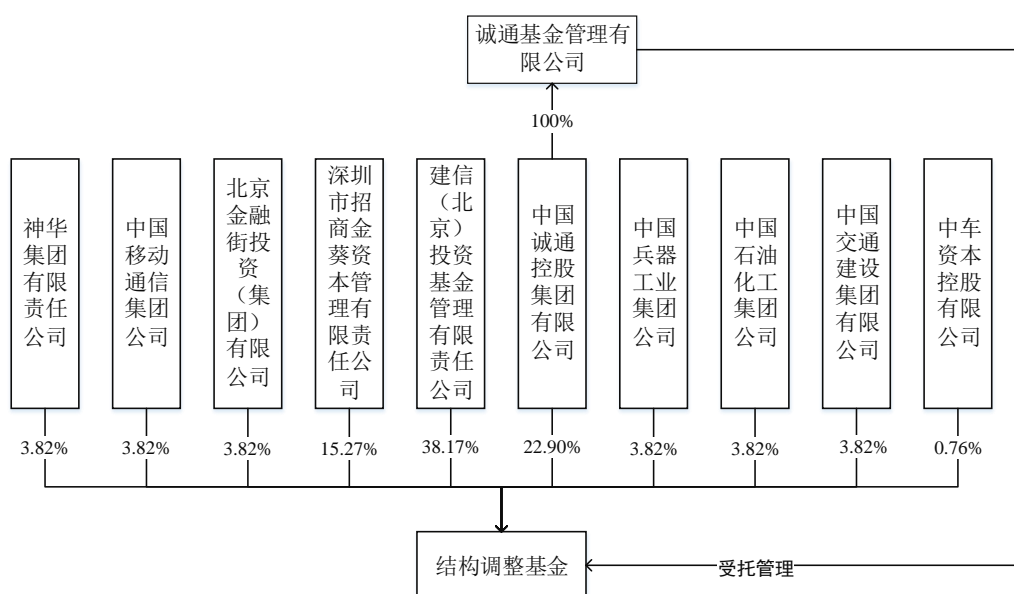 诚通基金管理有
限公司
100%
神华
集团
有限
责任
公司
中国
移动
通信
集团
公司
北京
金融
街投
资
（集
团）
有限
公司
深圳
市招
商金
葵资
本管
理有
限责
任公
司
建信
（北
京）
投资
基金
管理
有限
责任
公司
中国
诚通
控股
集团
有限
公司
中国
兵器
工业
集团
公司
中国
石油
化工
集团
公司
中国
交通
建设
集团
有限
公司
中车
资本
控股
有限
公司
3.82%
3.82%
3.82%
15.27%
38.17%
22.90%
3.82%
3.82%
3.82%
0.76%
结构调整基金
受托管理